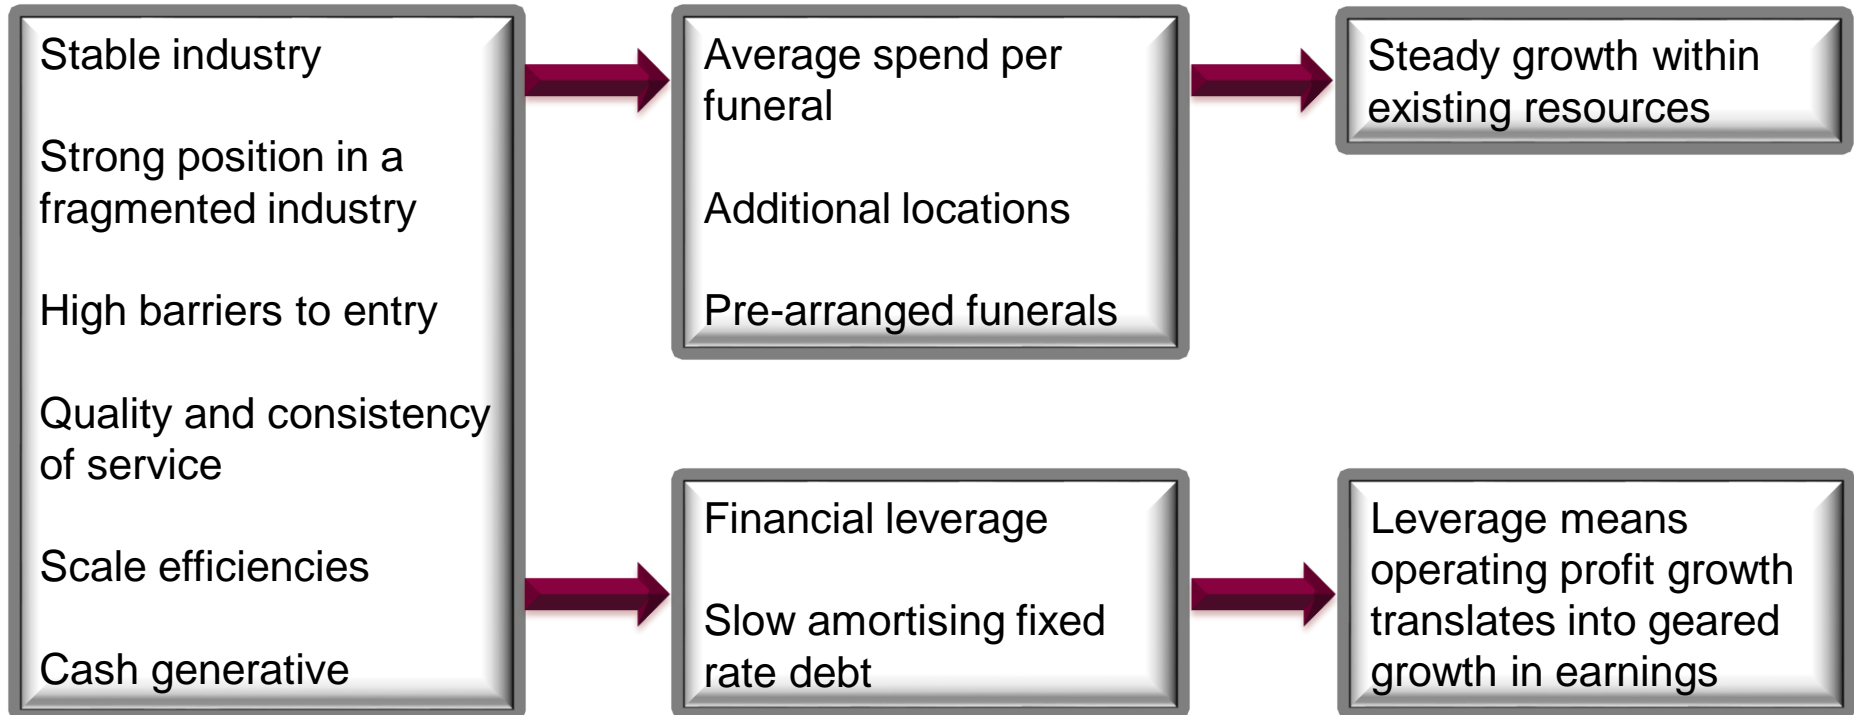 Stable industry
Strong position in a
fragmented industry
High barriers to entry
Quality and consistency
of service
Scale efficiencies
Cash generative
Average spend per
funeral
Additional locations
Pre-arranged funerals
Steady growth within
existing resources
Financial leverage
Slow amortising fixed
rate debt
Leverage means
operating profit growth
translates into geared
growth in earnings